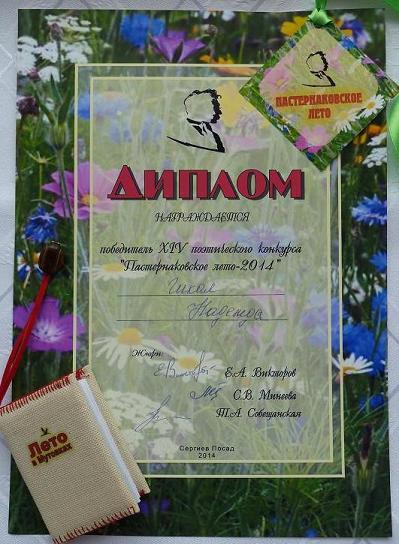 ПАСТЕРНАКОВСКОЕ
ЛЕТО
ДИПЛОМ
НАГРАЖДАЕТСЯ
победитель XIV поэтического конкурса
"Пастернаковское лето-2014"
Надежда
Жюри:
Е.А. Викторов
С.В. Минеева
Т.А. Собещанская
Сергиев Посад
2014
Лето
в Мутовках